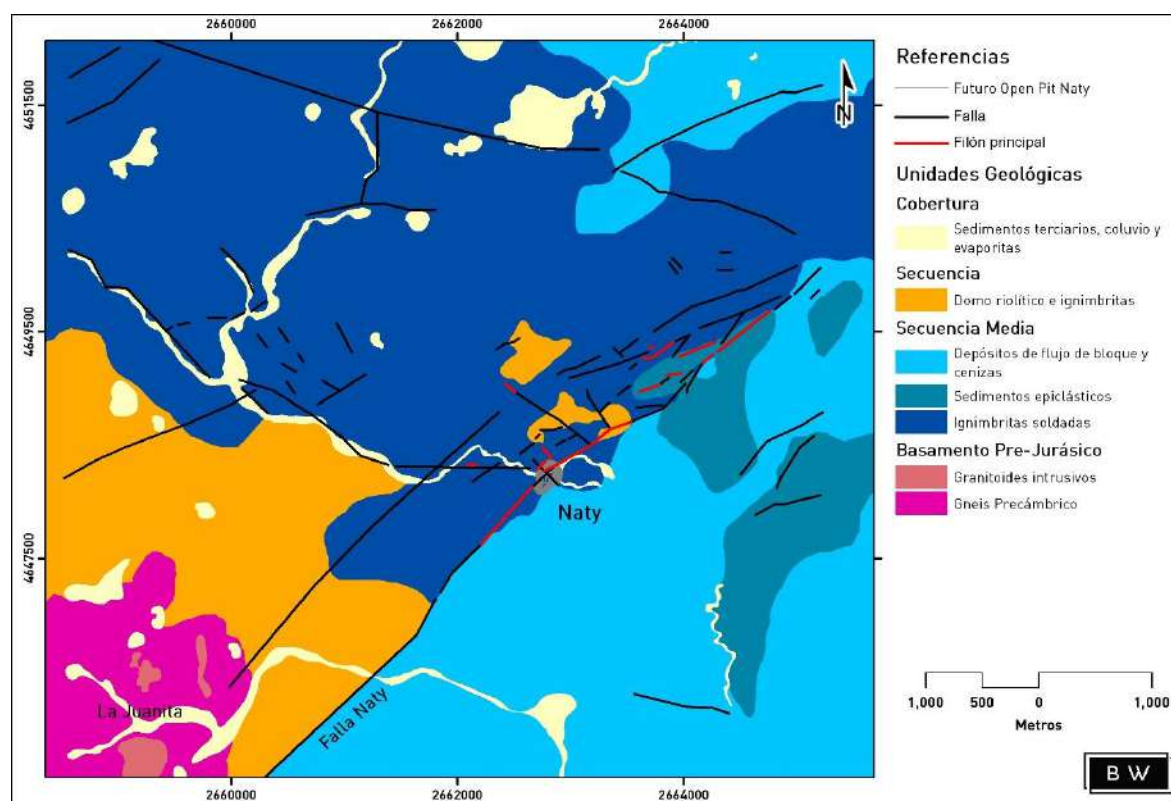 2660000
2662000
2664000
4651500
4649500
4647500
2660000
2662000
2664000
N
Naty
La Juanita
Falla Naty
Referencias
Futuro Open Pit Naty
Falla
Filón principal
Unidades Geológicas
Cobertura
Sedimentos terciarios, coluvio y
evaporitas
Secuencia
Domo riolítico e ignimbritas
Secuencia Media
Depósitos de flujo de bloque y
cenizas
Sedimentos epiclásticos
Ignimbritas soldadas
Basamento Pre-Jurásico
Granitoides intrusivos
Gneis Precámbrico
1,000 500 0 1,000
Metros
B W